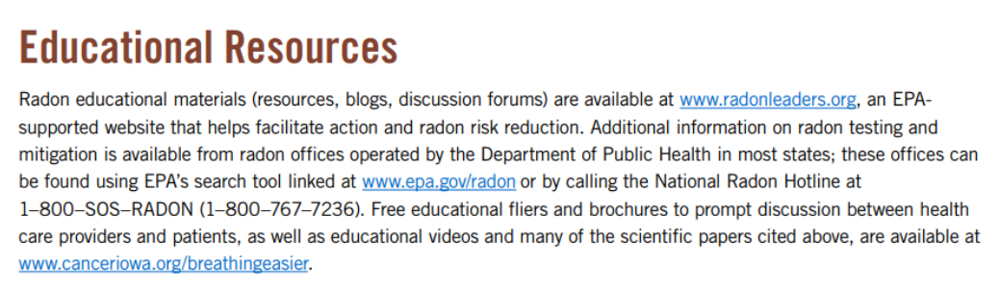 Educational Resources
Radon educational materials (resources, blogs, discussion forums) are available at www.radonleaders.org, an EPA-
supported website that helps facilitate action and radon risk reduction. Additional information on radon testing and
mitigation is available from radon offices operated by the Department of Public Health in most states; these offices can
be found using EPA's search tool linked at www.epa.gov/radon or by calling the National Radon Hotline at
1–800–SOS–RADON (1–800–767–7236). Free educational fliers and brochures to prompt discussion between health
care providers and patients, as well as educational videos and many of the scientific papers cited above, are available at
www.canceriowa.org/breathingeasier.